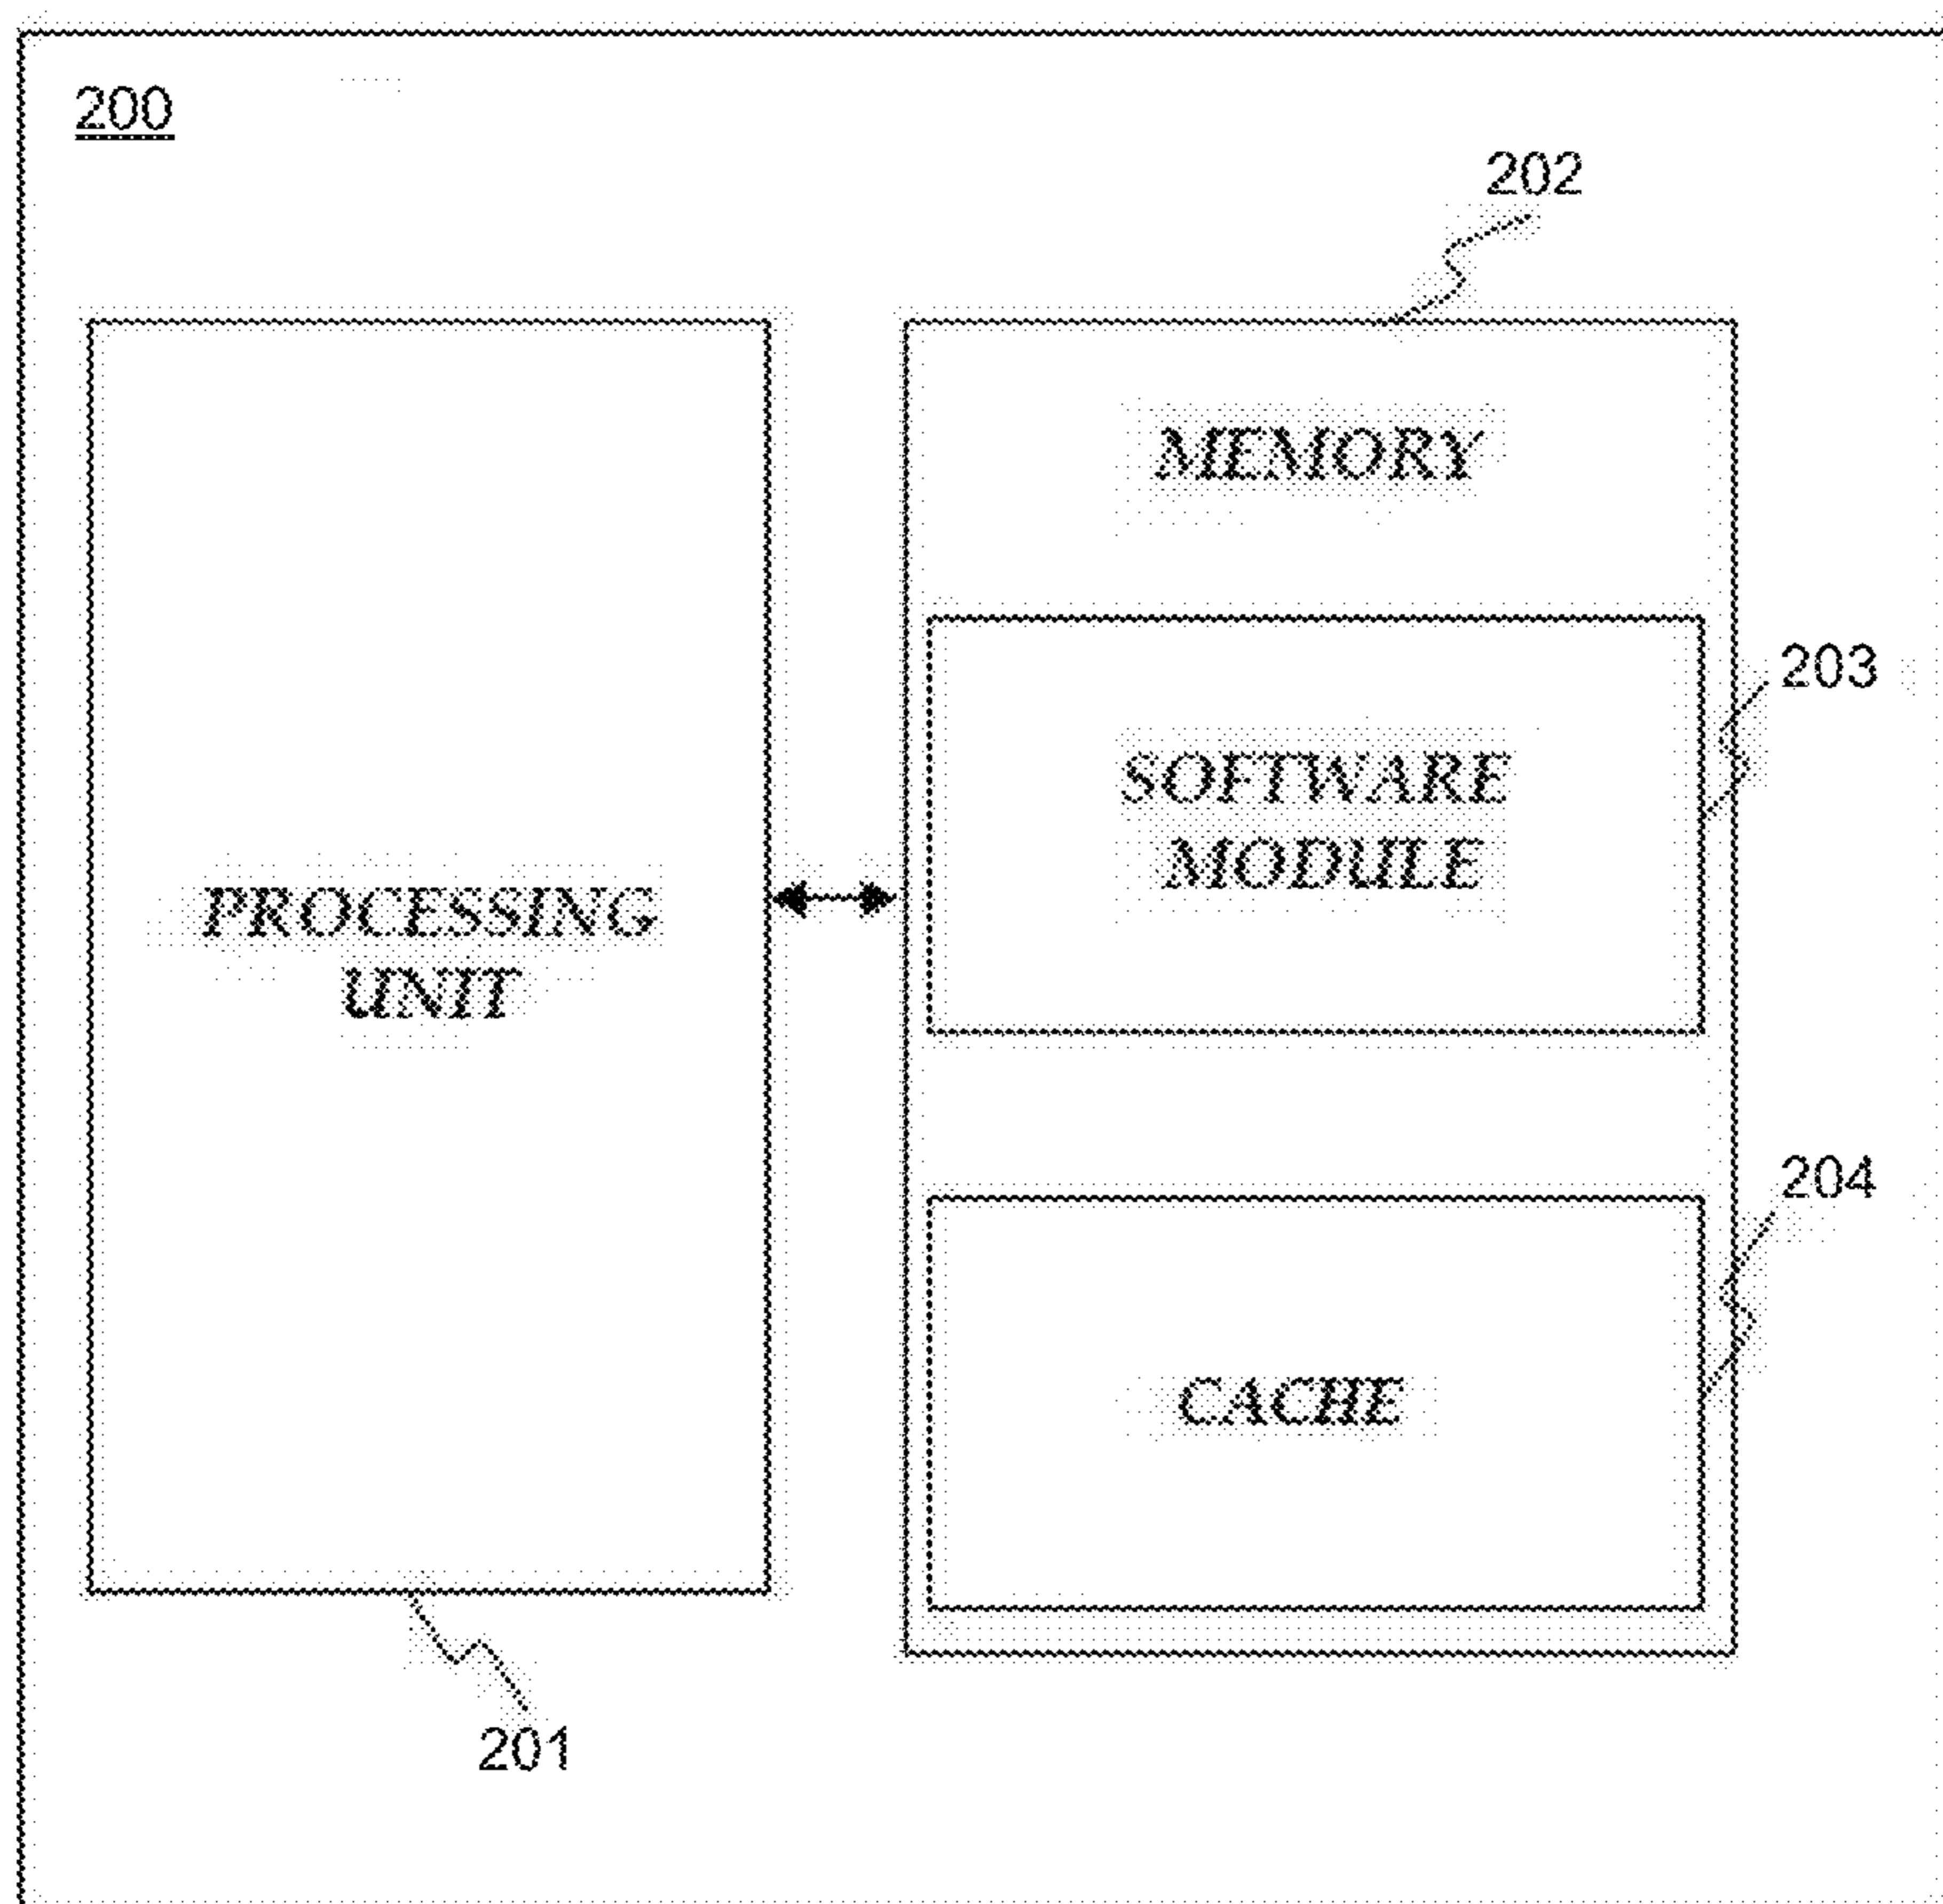 200
202
MEMORY
203
SOFTWARE
MODULE
PROCESSING
UNIT
204
CACHE
201